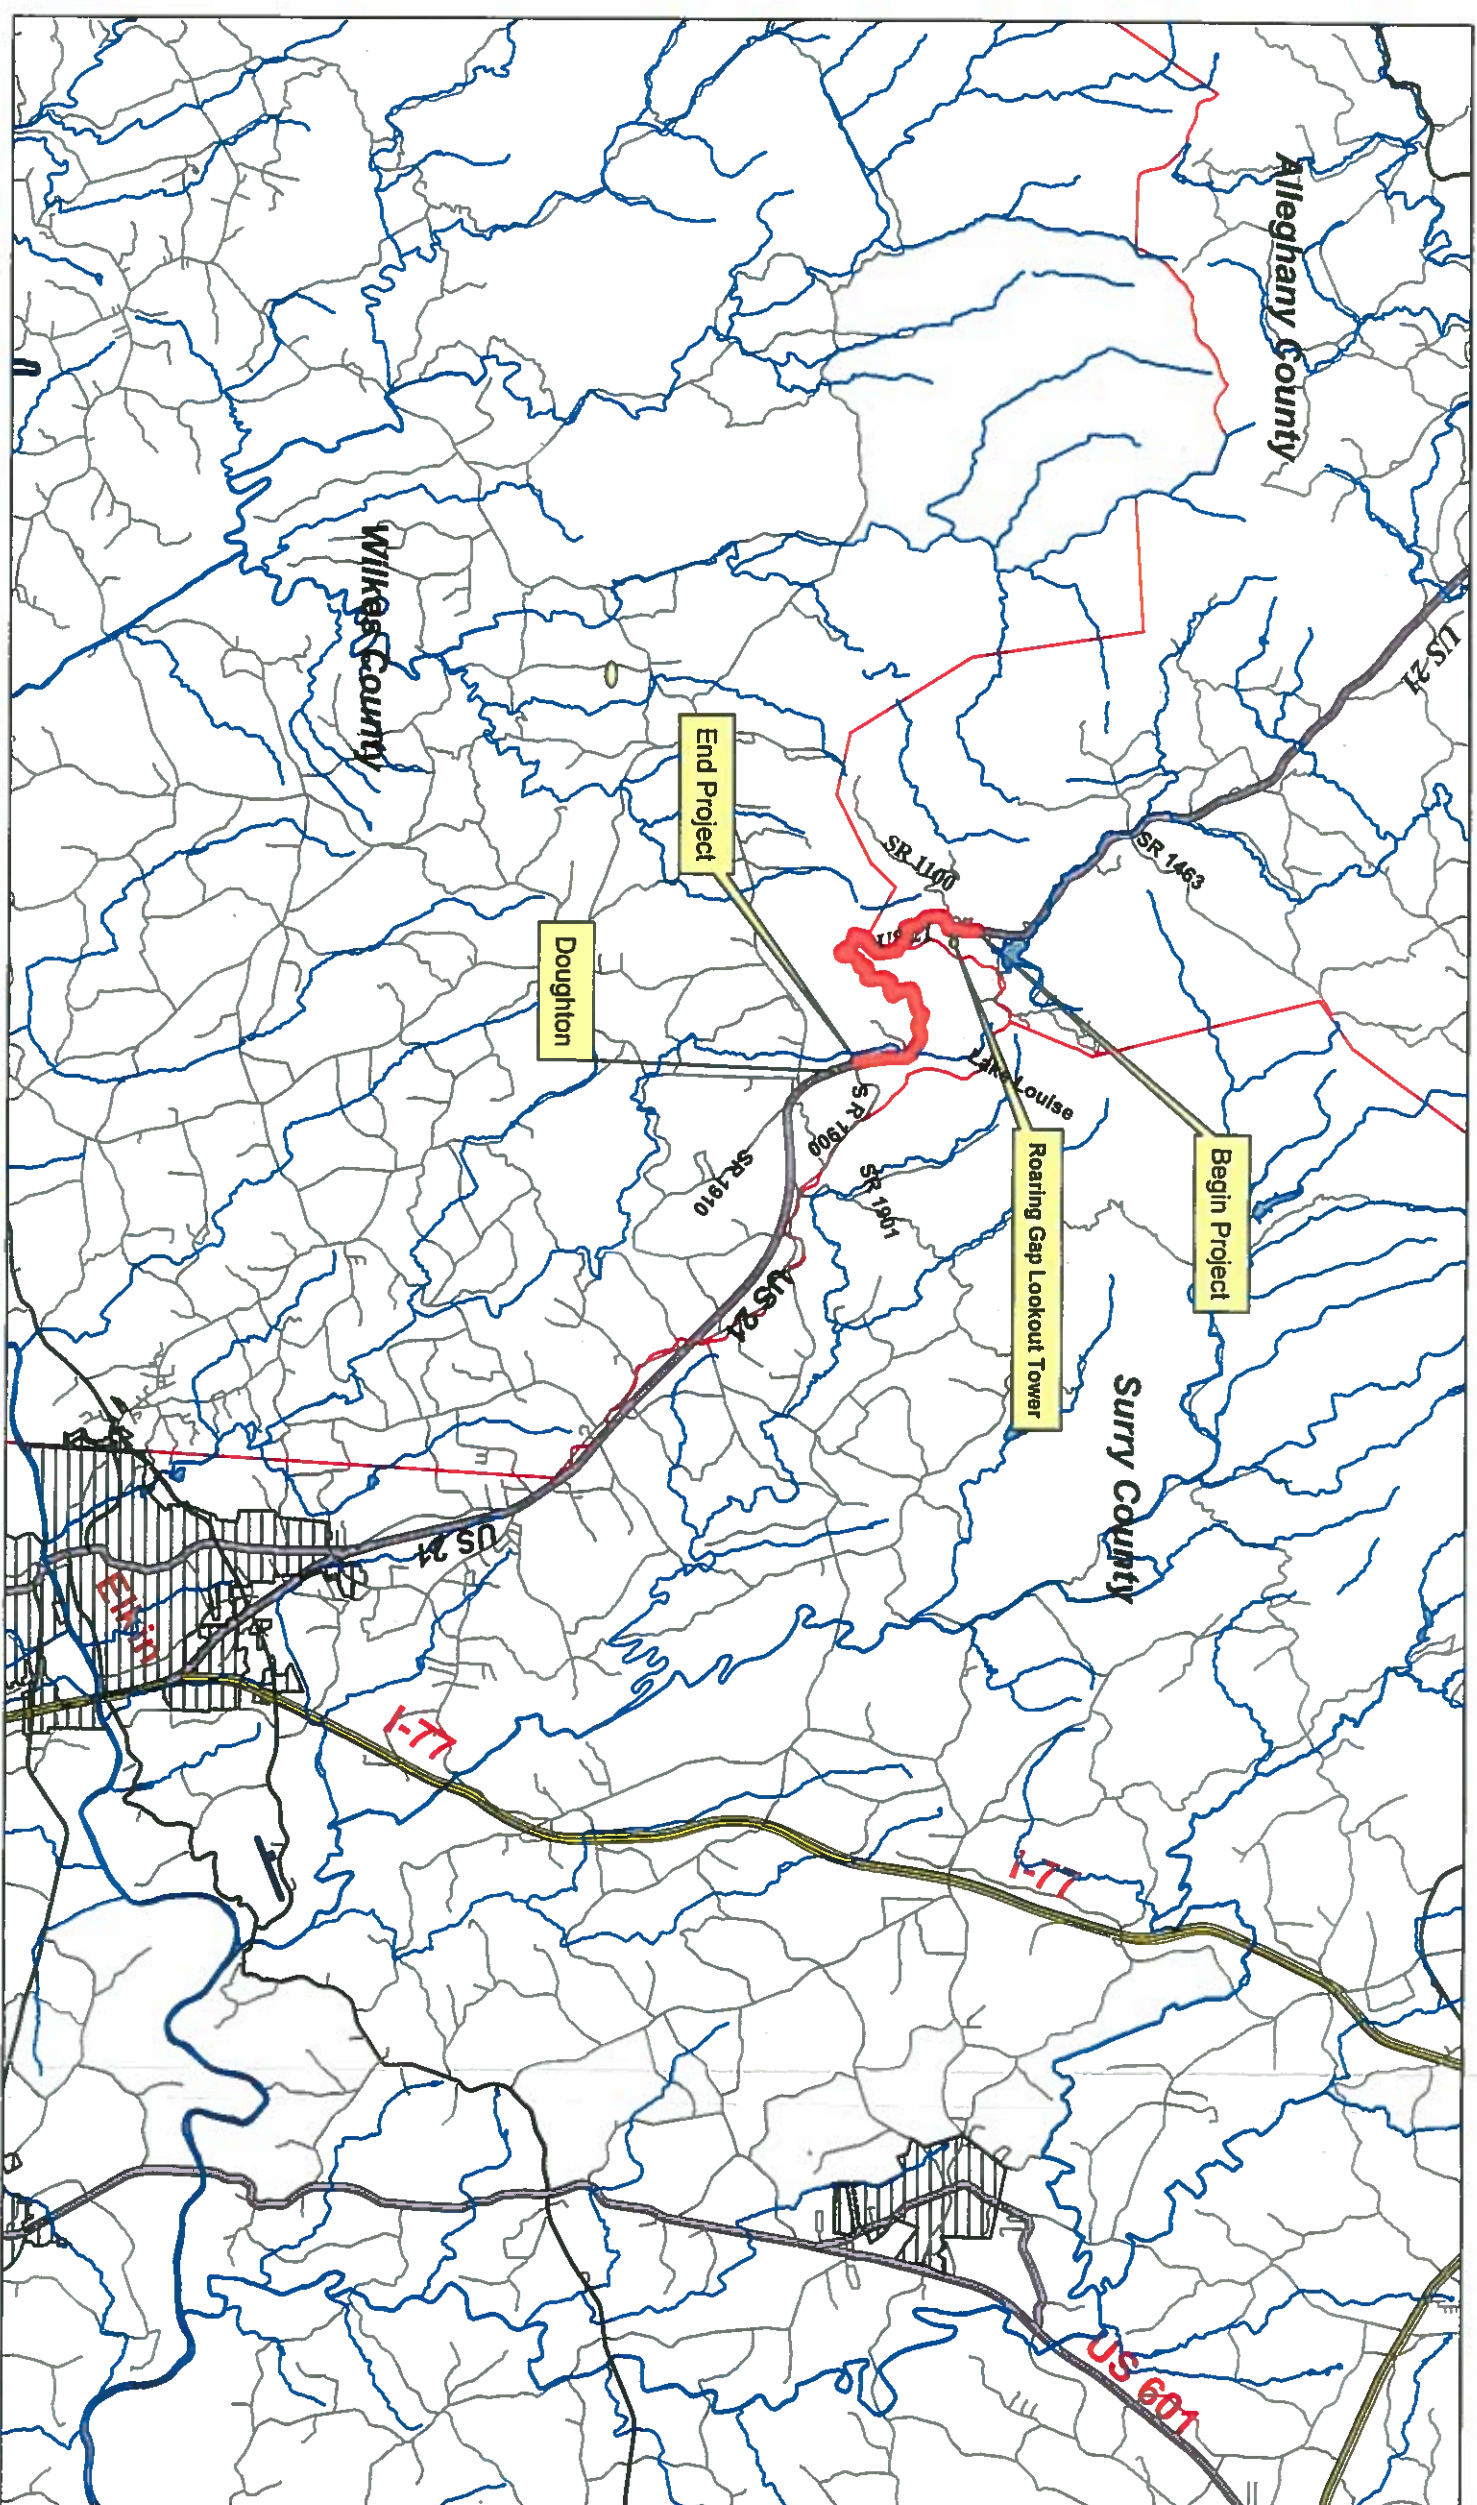 Alleghany County
US-21
SR 1463
SR 1100
US 21
Begin Project
Roaring Gap Lookout Tower
Lake Louise
End Project
Doughton
SR 1900
SR 1901
SR 1910
US 21
Surry County
Wilkes County
US 21
Elkin
I-77
I-77
US 601